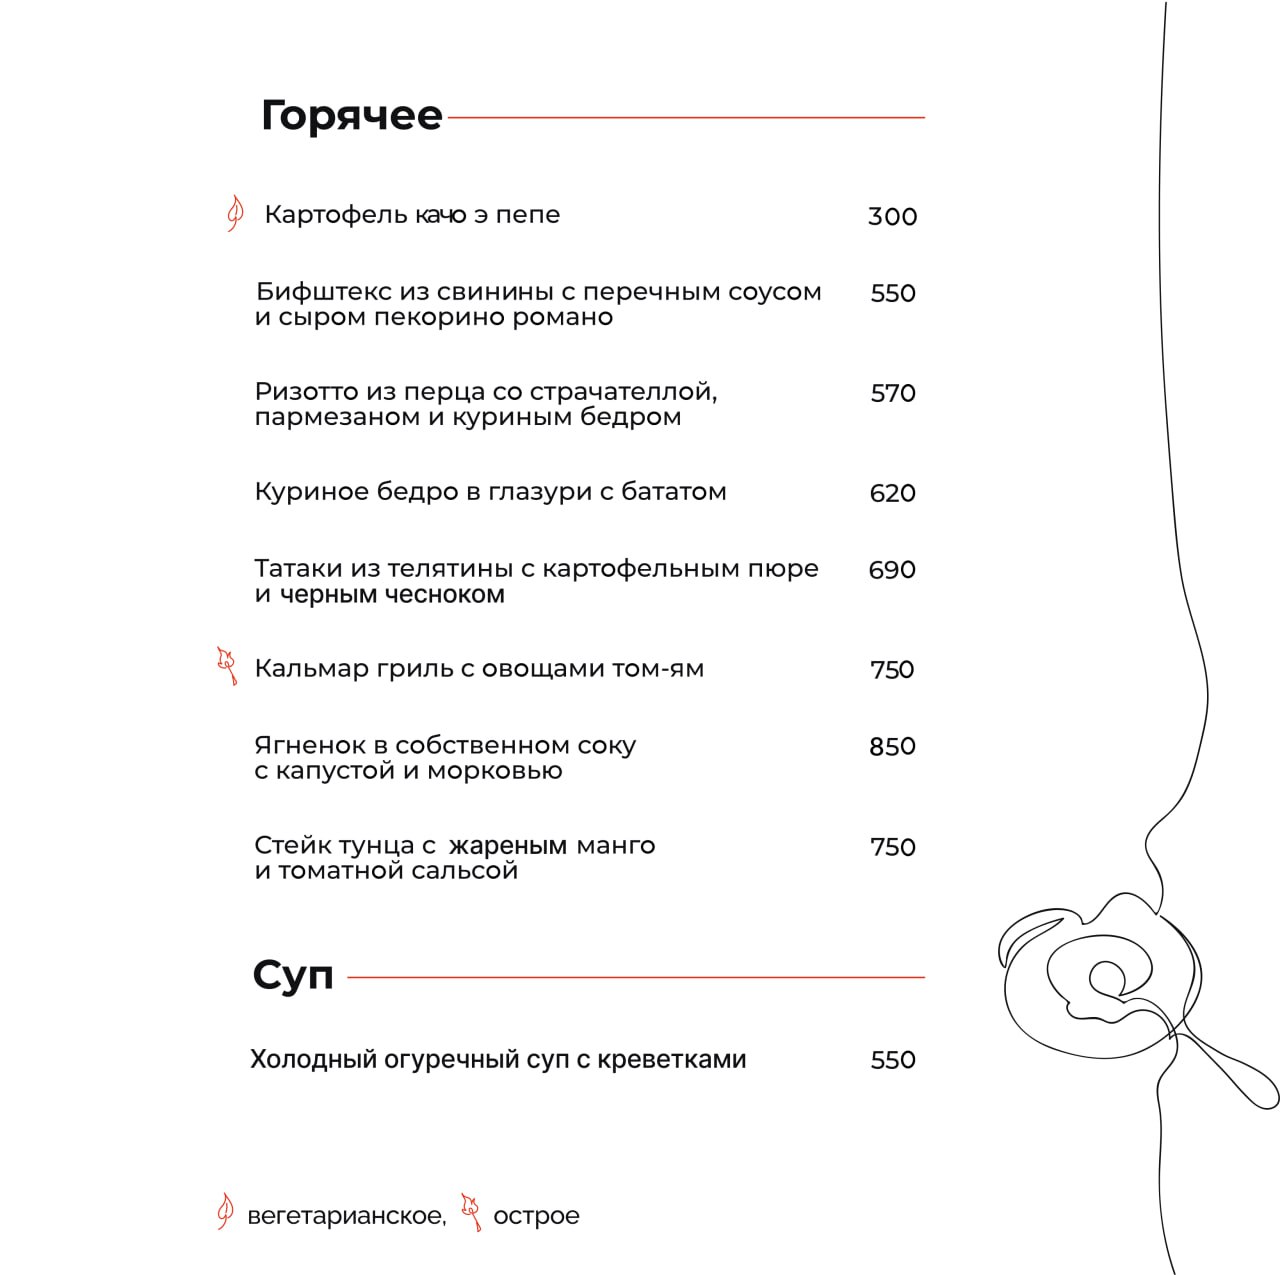 Горячее
Картофель качо э пепе 300
Бифштекс из свинины с перечным соусом 550
и сыром пекорино романо
Ризотто из перца со страчателлой, 570
пармезаном и куриным бедром
Куриное бедро в глазури с бататом 620
Татаки из телятины с картофельным пюре 690
и черным чесноком
Кальмар гриль с овощами том-ям 750
Ягненок в собственном соку 850
с капустой и морковью
Стейк тунца с жареным манго 750
и томатной сальсой
Суп
Холодный огуречный суп с креветками 550
вегетарианское, острое